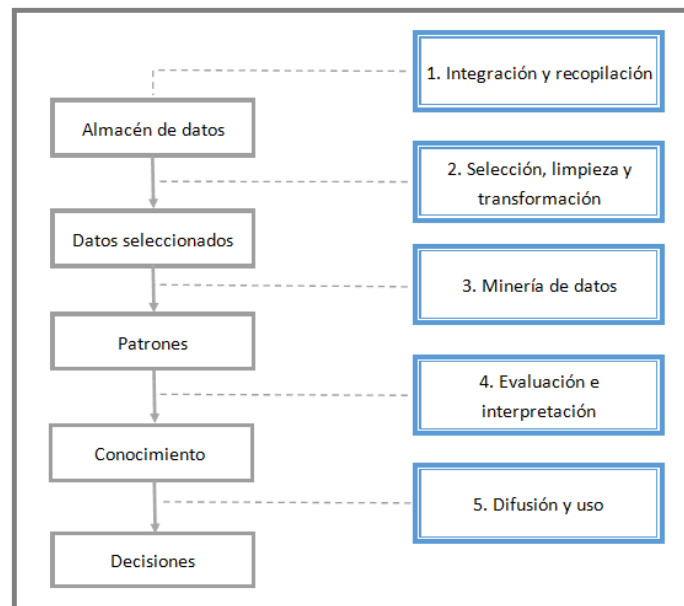 1. Integración y recopilación
Almacén de datos
2. Selección, limpieza y
transformación
Datos seleccionados
3. Minería de datos
Patrones
4. Evaluación e
interpretación
Conocimiento
5. Difusión y uso
Decisiones